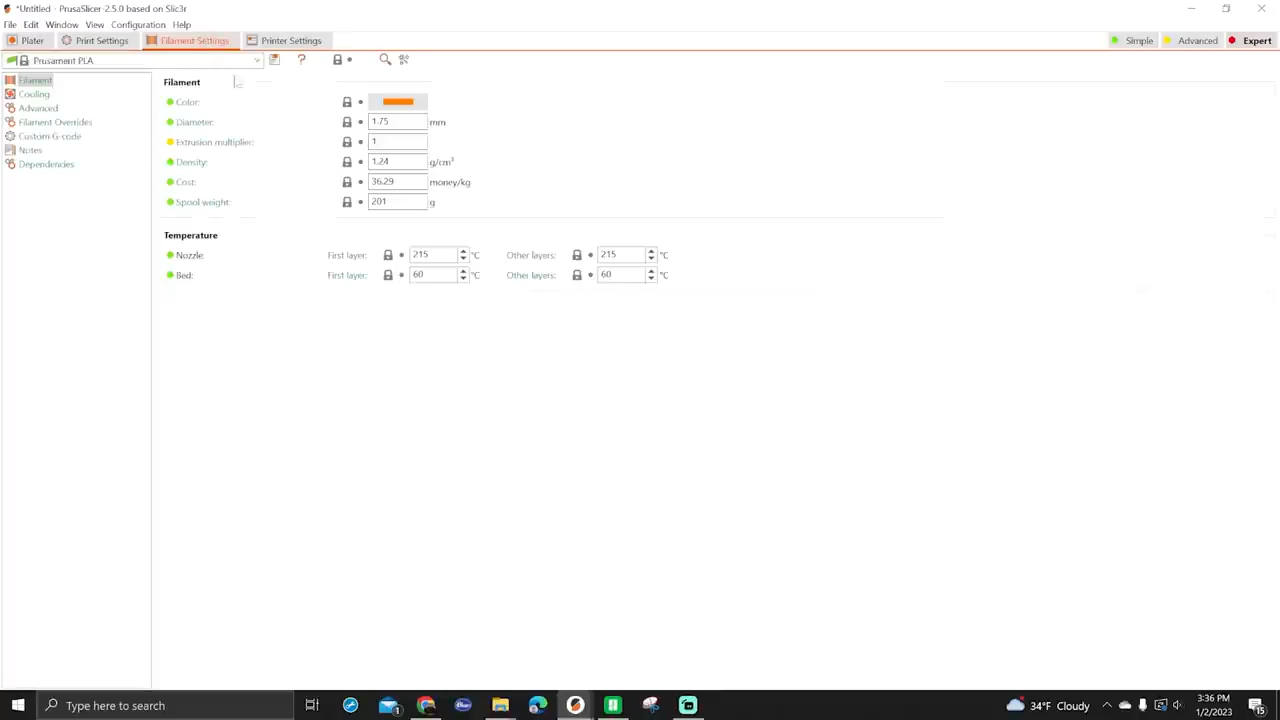 *Untitled - PrusaSlicer-2.5.0 based on Slic3r
File Edit Window View Configuration Help
Plater Print Settings Filament Settings Printer Settings Simple Advanced Expert
Prusament PLA
Filament
Cooling
Advanced
Filament Overrides
Custom G-code
Notes
Dependencies
Filament
Color:
Diameter: 1.75 mm
Extrusion multiplier: 1
Density: 1.24 g/cm³
Cost: 36.29 money/kg
Spool weight: 201 g
Temperature
Nozzle: First layer: 215 °C Other layers: 215 °C
Bed: First layer: 60 °C Other layers: 60 °C
Type here to search
1
34°F Cloudy
3:36 PM
1/2/2023
15